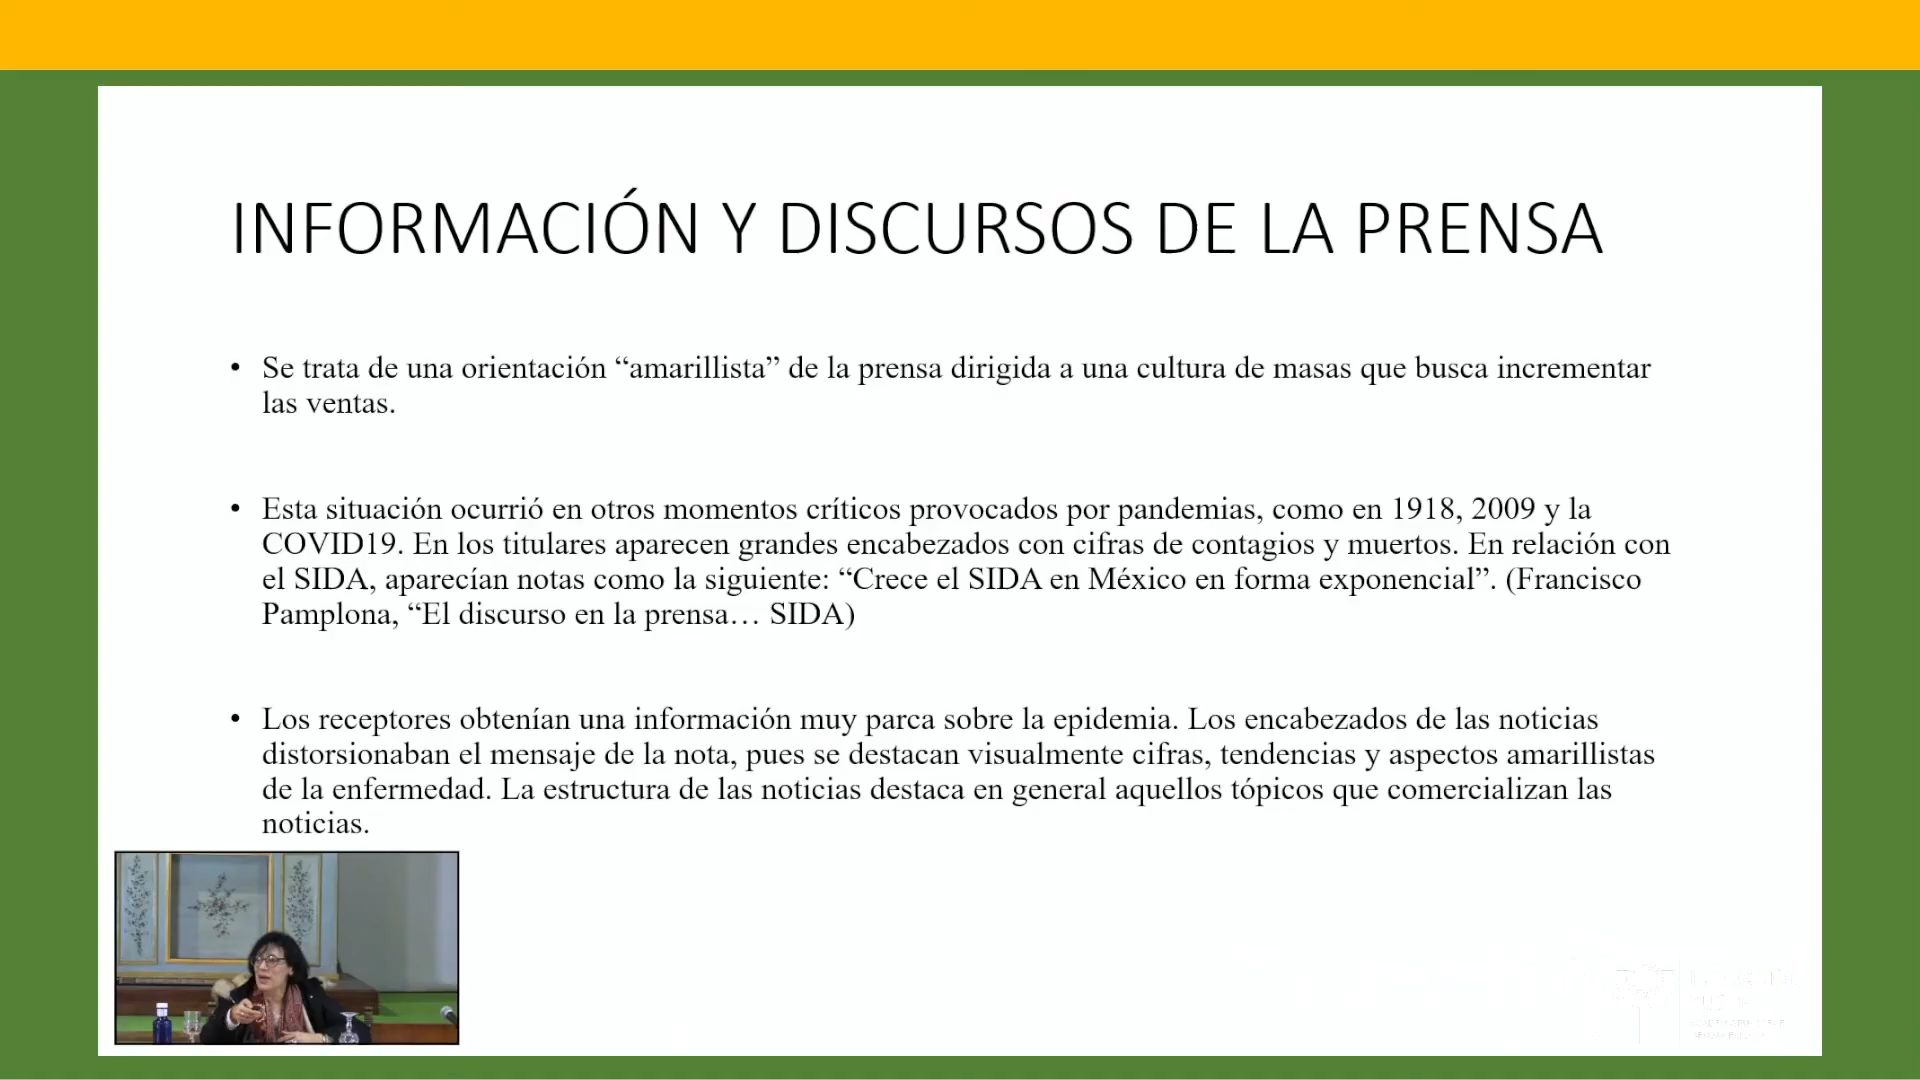 INFORMACIÓN Y DISCURSOS DE LA PRENSA
• Se trata de una orientación “amarillista” de la prensa dirigida a una cultura de masas que busca incrementar
las ventas.
• Esta situación ocurrió en otros momentos críticos provocados por pandemias, como en 1918, 2009 y la
COVID19. En los titulares aparecen grandes encabezados con cifras de contagios y muertos. En relación con
el SIDA, aparecían notas como la siguiente: “Crece el SIDA en México en forma exponencial”. (Francisco
Pamplona, “El discurso en la prensa… SIDA)
• Los receptores obtenían una información muy parca sobre la epidemia. Los encabezados de las noticias
distorsionaban el mensaje de la nota, pues se destacan visualmente cifras, tendencias y aspectos amarillistas
de la enfermedad. La estructura de las noticias destaca en general aquellos tópicos que comercializan las
noticias.